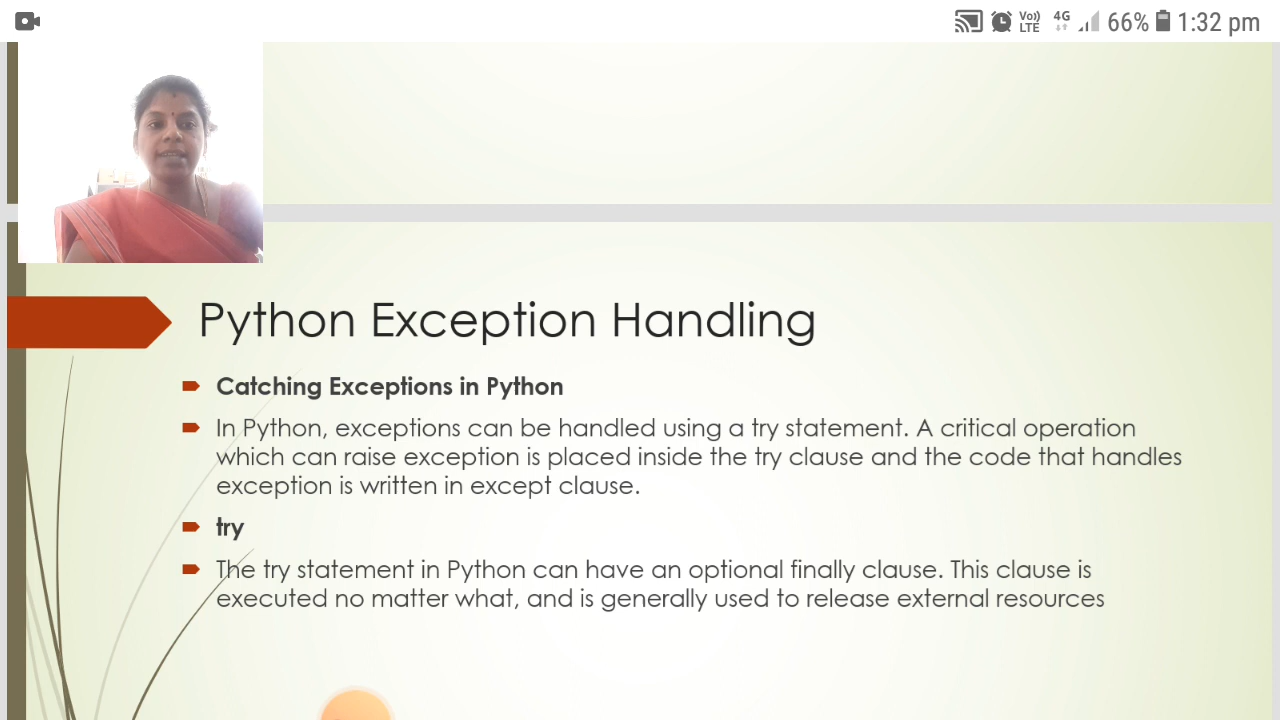 Vo))
LTE
4G
66%
1:32 pm
Python Exception Handling
Catching Exceptions in Python
In Python, exceptions can be handled using a try statement. A critical operation
which can raise exception is placed inside the try clause and the code that handles
exception is written in except clause.
try
The try statement in Python can have an optional finally clause. This clause is
executed no matter what, and is generally used to release external resources